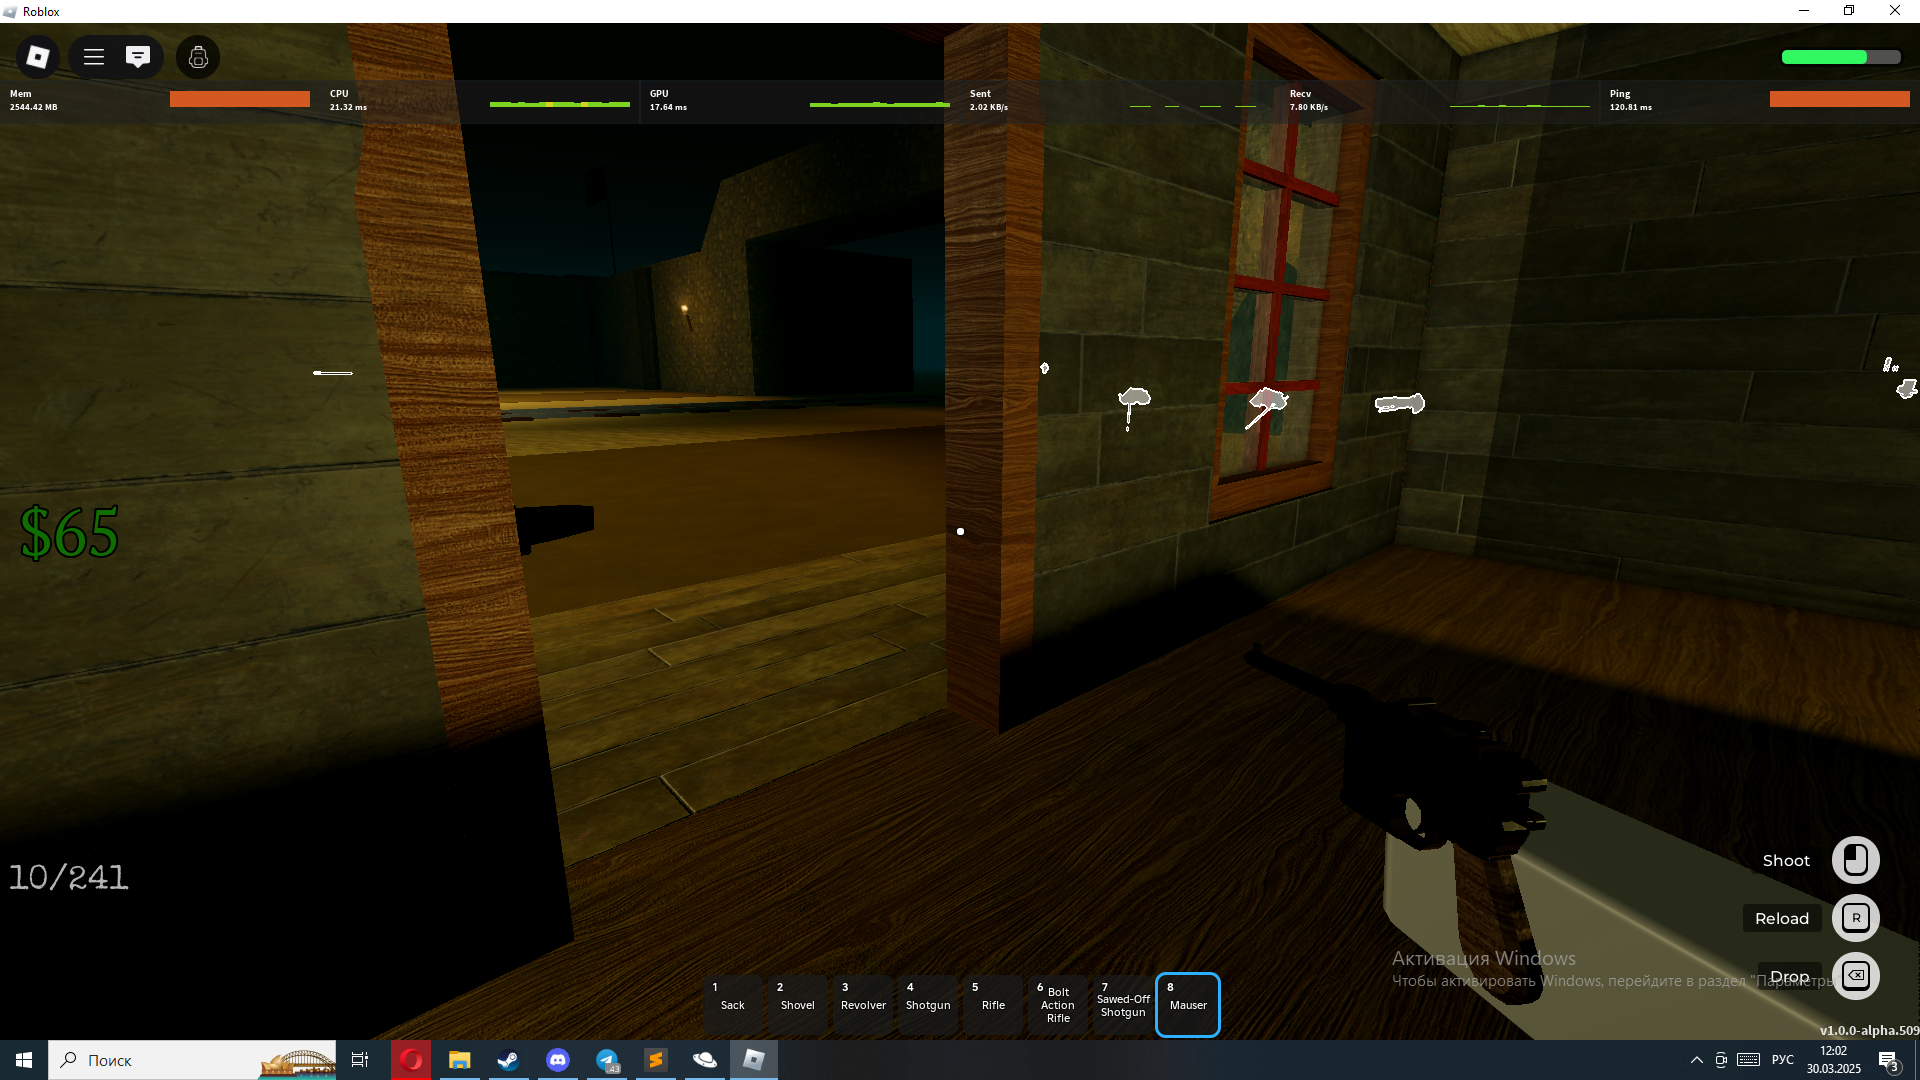 Roblox
Mem
2544.42 MB
CPU
21.32 ms
GPU
17.64 ms
Sent
2.02 KB/s
Recv
7.80 KB/s
Ping
120.81 ms
$65
10/241
Shoot
Reload
R
Drop
Активация Windows
Чтобы активировать Windows, перейдите в раздел "Параметры
1
Sack
2
Shovel
3
Revolver
4
Shotgun
5
Rifle
6
Bolt
Action
Rifle
7
Sawed-Off
Shotgun
8
Mauser
v1.0.0-alpha.509
Поиск
43
РУС
12:02
30.03.2025
3